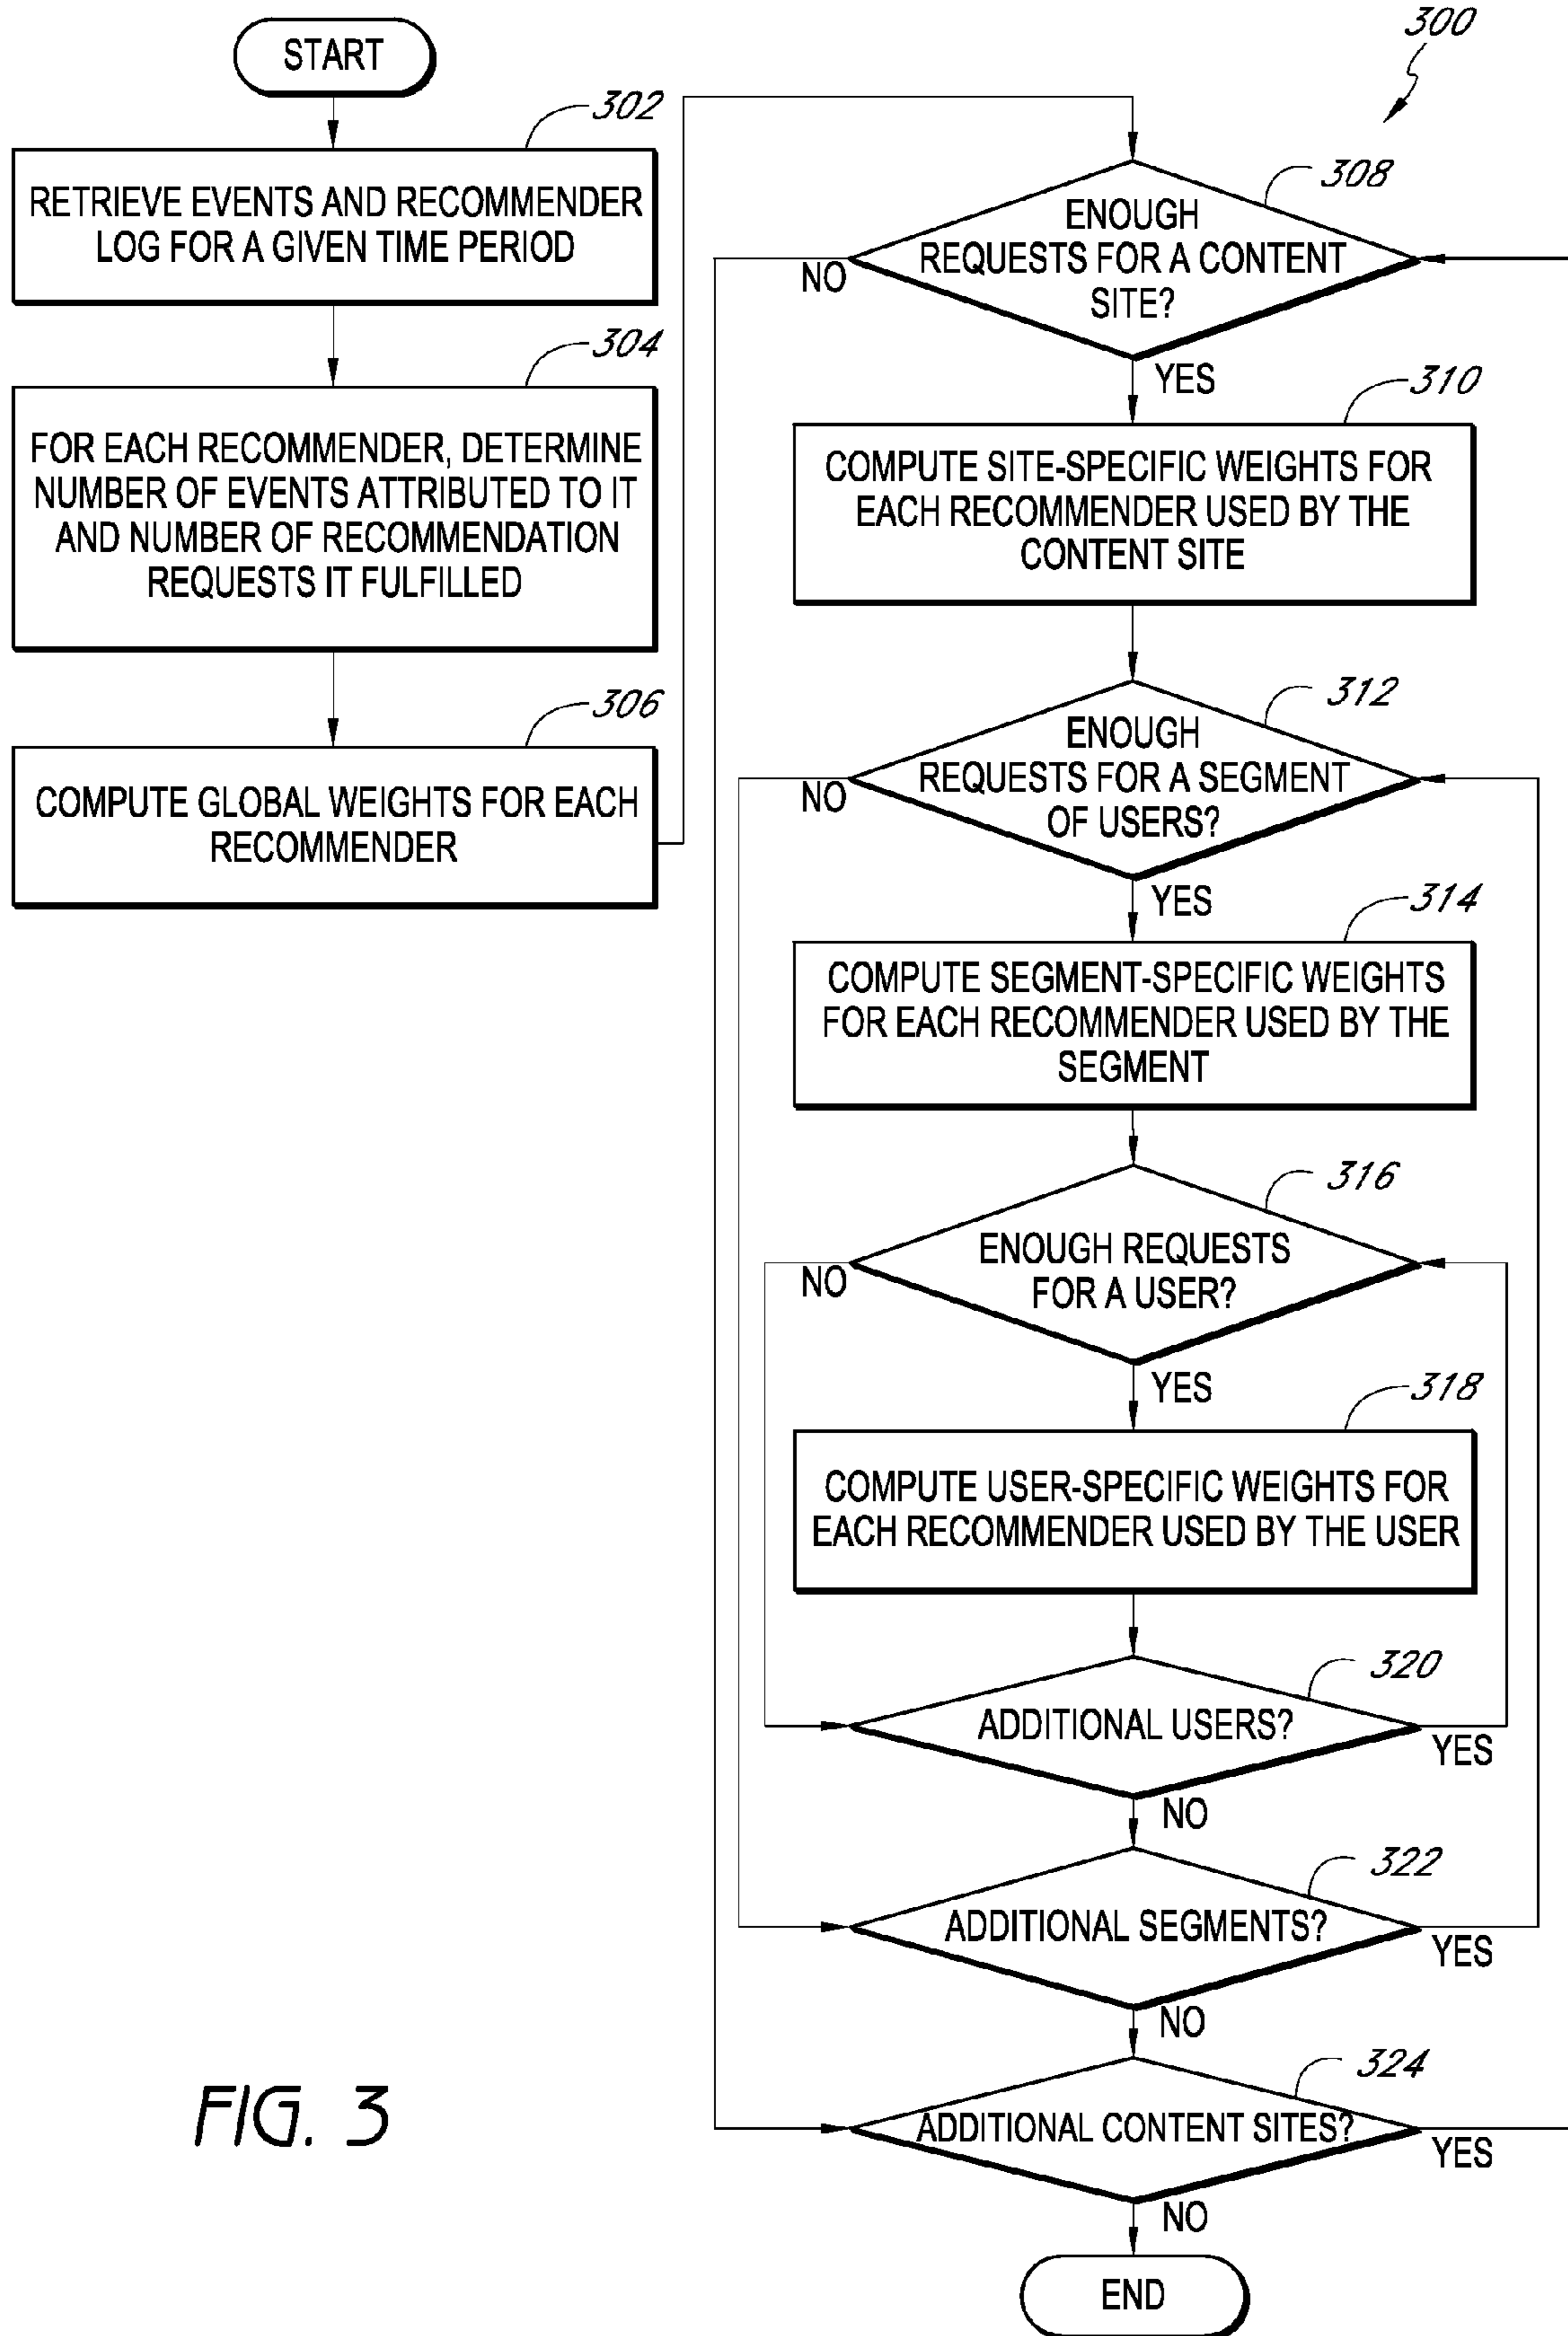 START
302
RETRIEVE EVENTS AND RECOMMENDER
LOG FOR A GIVEN TIME PERIOD
304
FOR EACH RECOMMENDER, DETERMINE
NUMBER OF EVENTS ATTRIBUTED TO IT
AND NUMBER OF RECOMMENDATION
REQUESTS IT FULFILLED
306
COMPUTE GLOBAL WEIGHTS FOR EACH
RECOMMENDER
300
308
ENOUGH
REQUESTS FOR A CONTENT
SITE?
NO
YES
310
COMPUTE SITE-SPECIFIC WEIGHTS FOR
EACH RECOMMENDER USED BY THE
CONTENT SITE
312
ENOUGH
REQUESTS FOR A SEGMENT
OF USERS?
NO
YES
314
COMPUTE SEGMENT-SPECIFIC WEIGHTS
FOR EACH RECOMMENDER USED BY THE
SEGMENT
316
ENOUGH REQUESTS
FOR A USER?
NO
YES
318
COMPUTE USER-SPECIFIC WEIGHTS FOR
EACH RECOMMENDER USED BY THE USER
320
ADDITIONAL USERS?
YES
NO
322
ADDITIONAL SEGMENTS?
YES
NO
324
ADDITIONAL CONTENT SITES?
YES
NO
END
FIG. 3